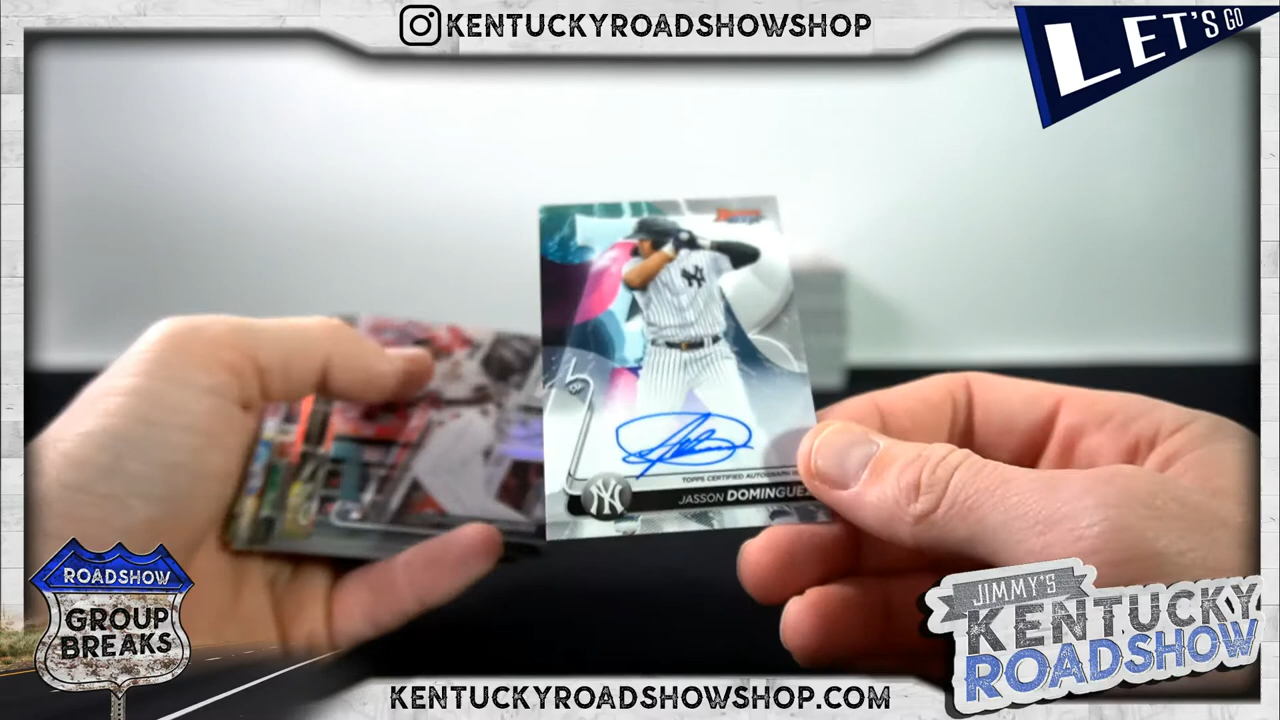 KENTUCKYROADSHOWSHOP
LET'S GO
TOPPS CERTIFIED AUTOGRAPH
JASSON DOMINGUEZ
ROADSHOW
GROUP
BREAKS
JIMMY'S
KENTUCKY
ROADSHOW
KENTUCKYROADSHOWSHOP.COM